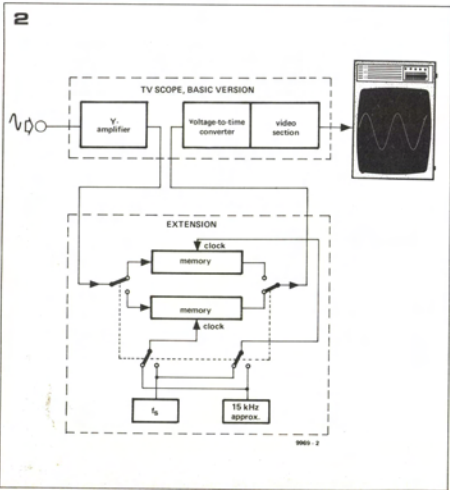 2
TV SCOPE, BASIC VERSION
Y-
amplifier
voltage-to-time
converter
video
section
EXTENSION
clock
memory
memory
clock
fs
15 kHz
approx.
9969 - 2